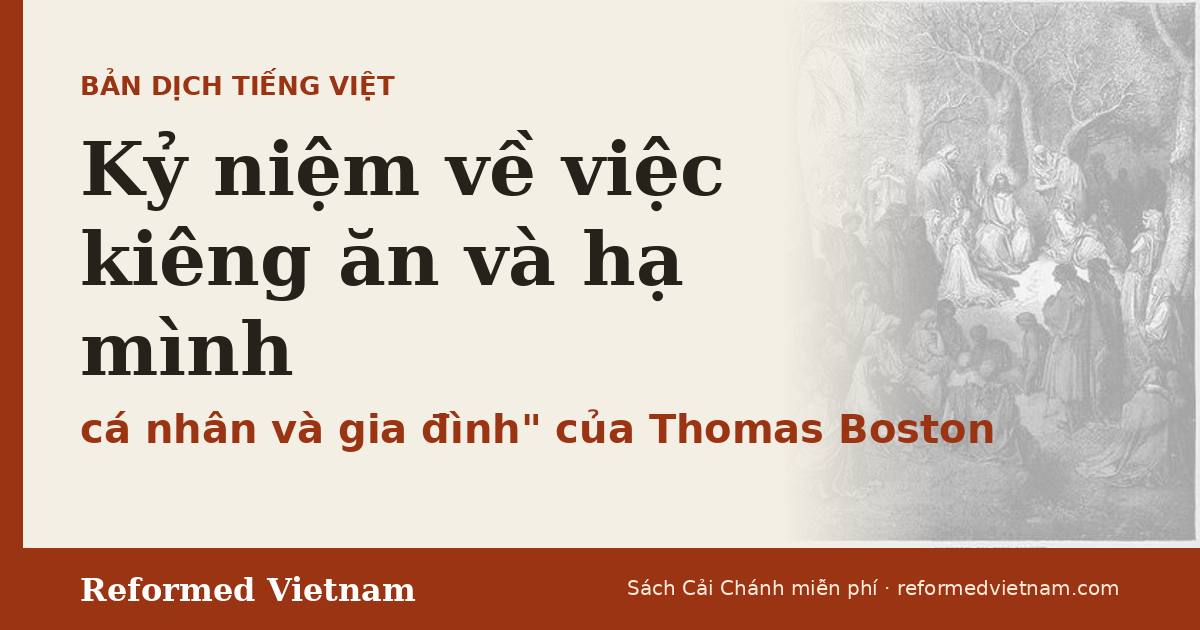 BẢN DỊCH TIẾNG VIỆT
Kỷ niệm về việc
kiêng ăn và hạ
mình
cá nhân và gia đình" của Thomas Boston
Reformed Vietnam
Sách Cải Chánh miễn phí · reformedvietnam.com